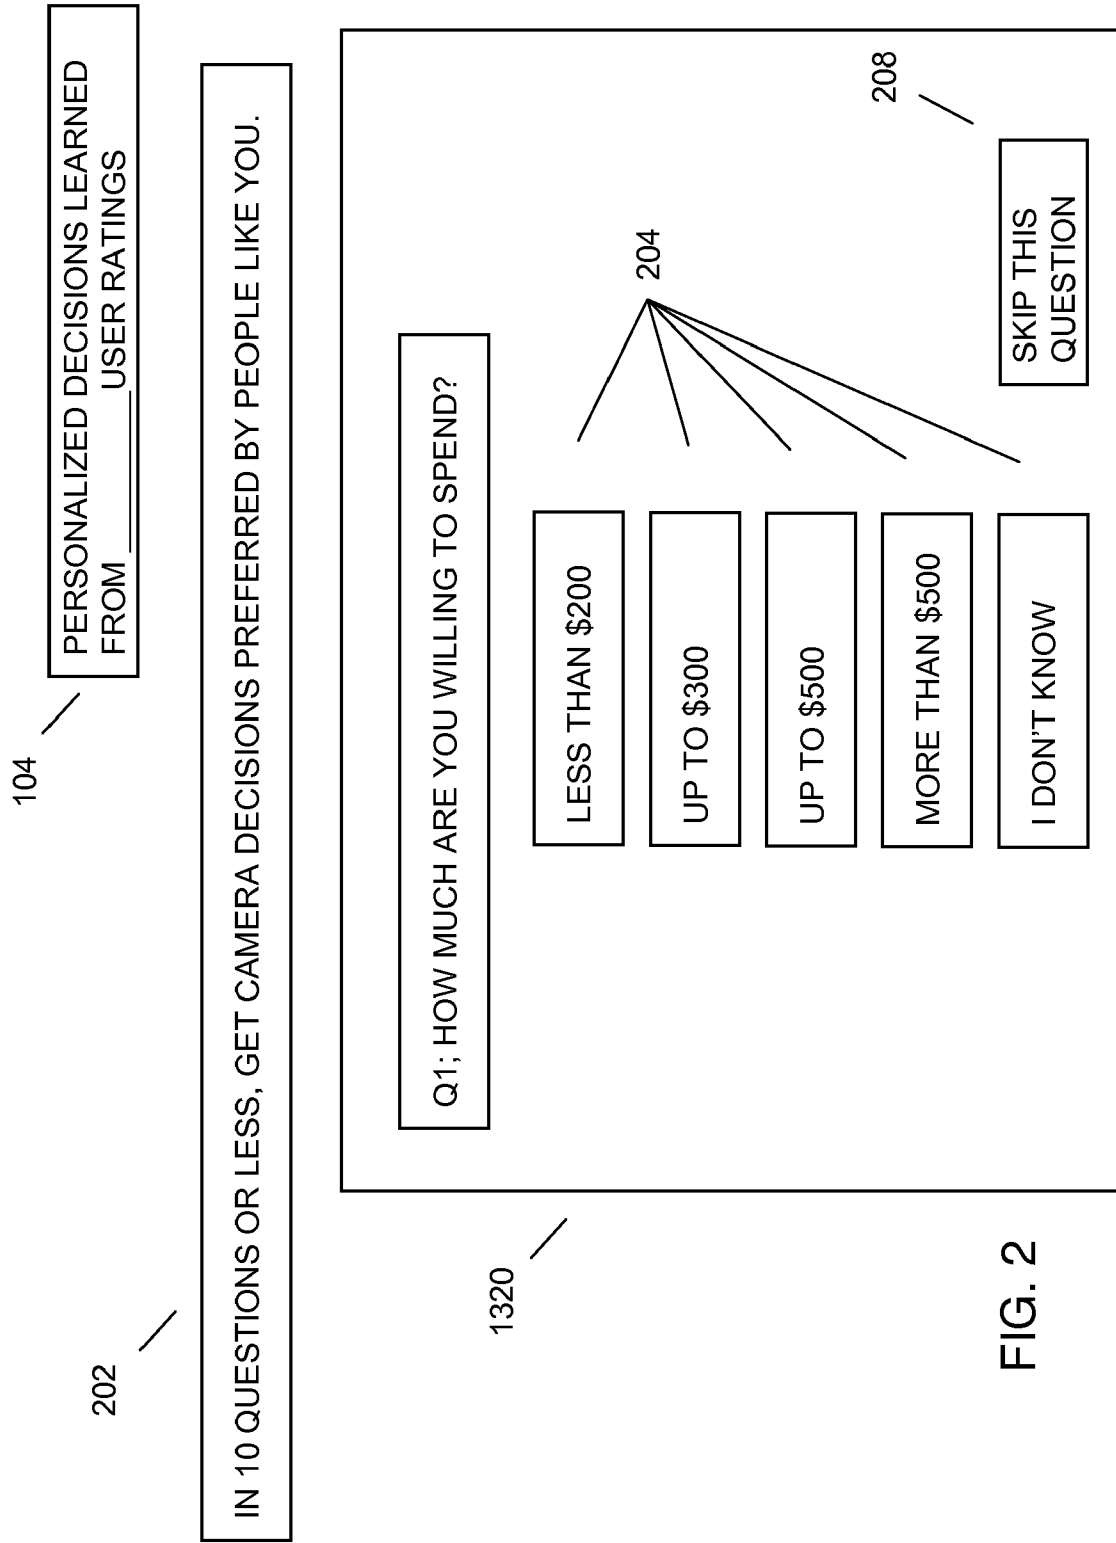 104
PERSONALIZED DECISIONS LEARNED
FROM ________ USER RATINGS
202
IN 10 QUESTIONS OR LESS, GET CAMERA DECISIONS PREFERRED BY PEOPLE LIKE YOU.
1320
Q1; HOW MUCH ARE YOU WILLING TO SPEND?
LESS THAN $200
204
UP TO $300
UP TO $500
MORE THAN $500
208
I DON'T KNOW
SKIP THIS
QUESTION
FIG. 2